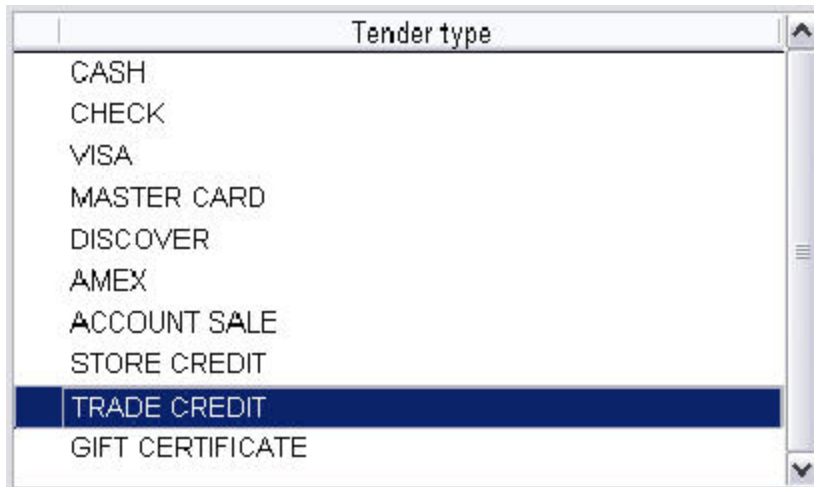 Tender type
CASH
CHECK
VISA
MASTER CARD
DISCOVER
AMEX
ACCOUNT SALE
STORE CREDIT
TRADE CREDIT
GIFT CERTIFICATE